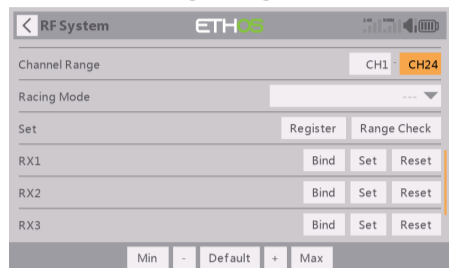 RF System ETHOS
Channel Range CH1 - CH24
Racing Mode ---
Set Register Range Check
RX1 Bind Set Reset
RX2 Bind Set Reset
RX3 Bind Set Reset
Min - Default + Max